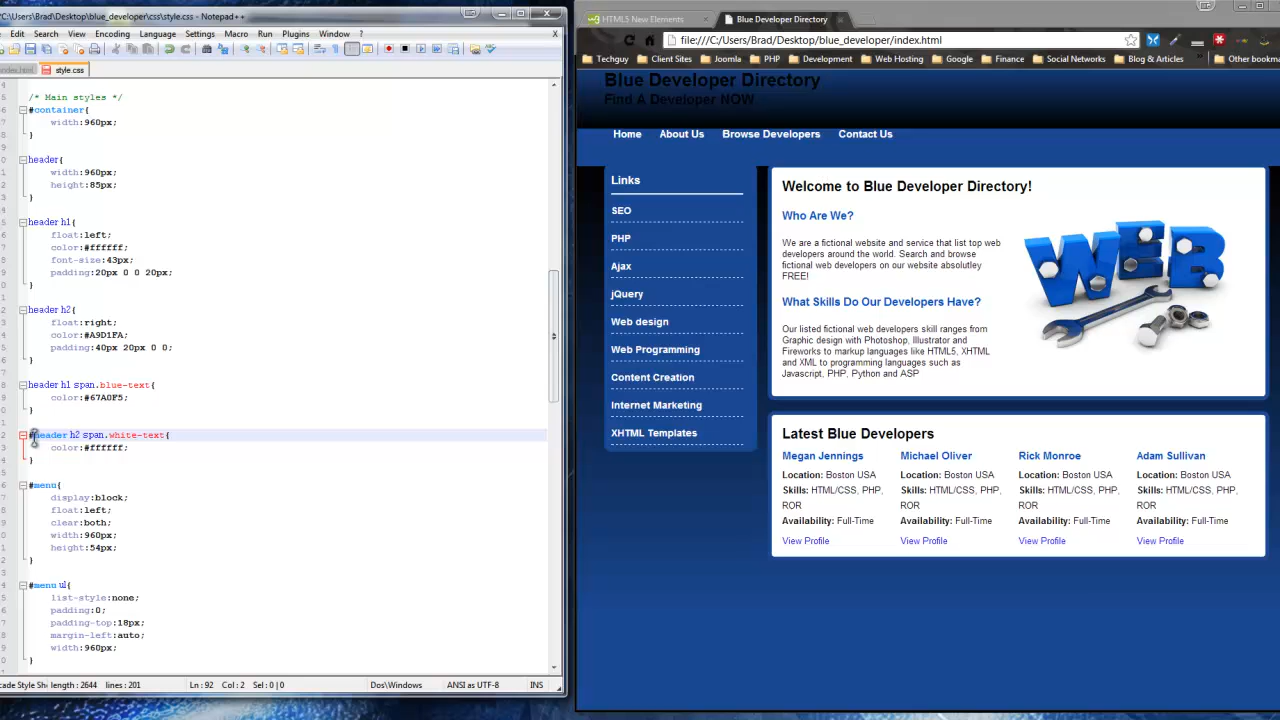 C:\Users\Brad\Desktop\blue_developer\css\style.css - Notepad++
Edit Search View Encoding Language Settings Macro Run Plugins Window ? X
index.html style.css
/* Main styles */
#container{
width:960px;
}
header{
width:960px;
height:85px;
}
header h1{
float:left;
color:#ffffff;
font-size:43px;
padding:20px 0 0 20px;
}
header h2{
float:right;
color:#A9D1FA;
padding:40px 20px 0 0;
}
header h1 span.blue-text{
color:#67A0F5;
}
#header h2 span.white-text{
color:#ffffff;
}
#menu{
display:block;
float:left;
clear:both;
width:960px;
height:54px;
}
#menu ul{
list-style:none;
padding:0;
padding-top:18px;
margin-left:auto;
width:960px;
}
cade Style She length : 2644 lines : 201 Ln : 92 Col : 2 Sel : 0 | 0 Dos\Windows ANSI as UTF-8 INS
HTML5 New Elements
Blue Developer Directory
file:///C:/Users/Brad/Desktop/blue_developer/index.html
Techguy Client Sites Joomla PHP Development Web Hosting Google Finance Social Networks Blog & Articles Other bookma
Blue Developer Directory
Find A Developer NOW
Home About Us Browse Developers Contact Us
Links
SEO
PHP
Ajax
jQuery
Web design
Web Programming
Content Creation
Internet Marketing
XHTML Templates
Welcome to Blue Developer Directory!
Who Are We?
We are a fictional website and service that list top web
developers around the world. Search and browse
fictional web developers on our website absolutley
FREE!
What Skills Do Our Developers Have?
Our listed fictional web developers skill ranges from
Graphic design with Photoshop, Illustrator and
Fireworks to markup languages like HTML5, XHTML
and XML to programming languages such as
Javascript, PHP, Python and ASP
WEB
Latest Blue Developers
Megan Jennings
Location: Boston USA
Skills: HTML/CSS, PHP,
ROR
Availability: Full-Time
View Profile
Michael Oliver
Location: Boston USA
Skills: HTML/CSS, PHP,
ROR
Availability: Full-Time
View Profile
Rick Monroe
Location: Boston USA
Skills: HTML/CSS, PHP,
ROR
Availability: Full-Time
View Profile
Adam Sullivan
Location: Boston USA
Skills: HTML/CSS, PHP,
ROR
Availability: Full-Time
View Profile